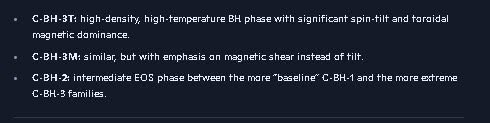 • C-BH-3T: high-density, high-temperature BH phase with significant spin-tilt and toroidal
magnetic dominance.
• C-BH-3M: similar, but with emphasis on magnetic shear instead of tilt.
• C-BH-2: intermediate EOS phase between the more "baseline" C-BH-1 and the more extreme
C-BH-3 families.